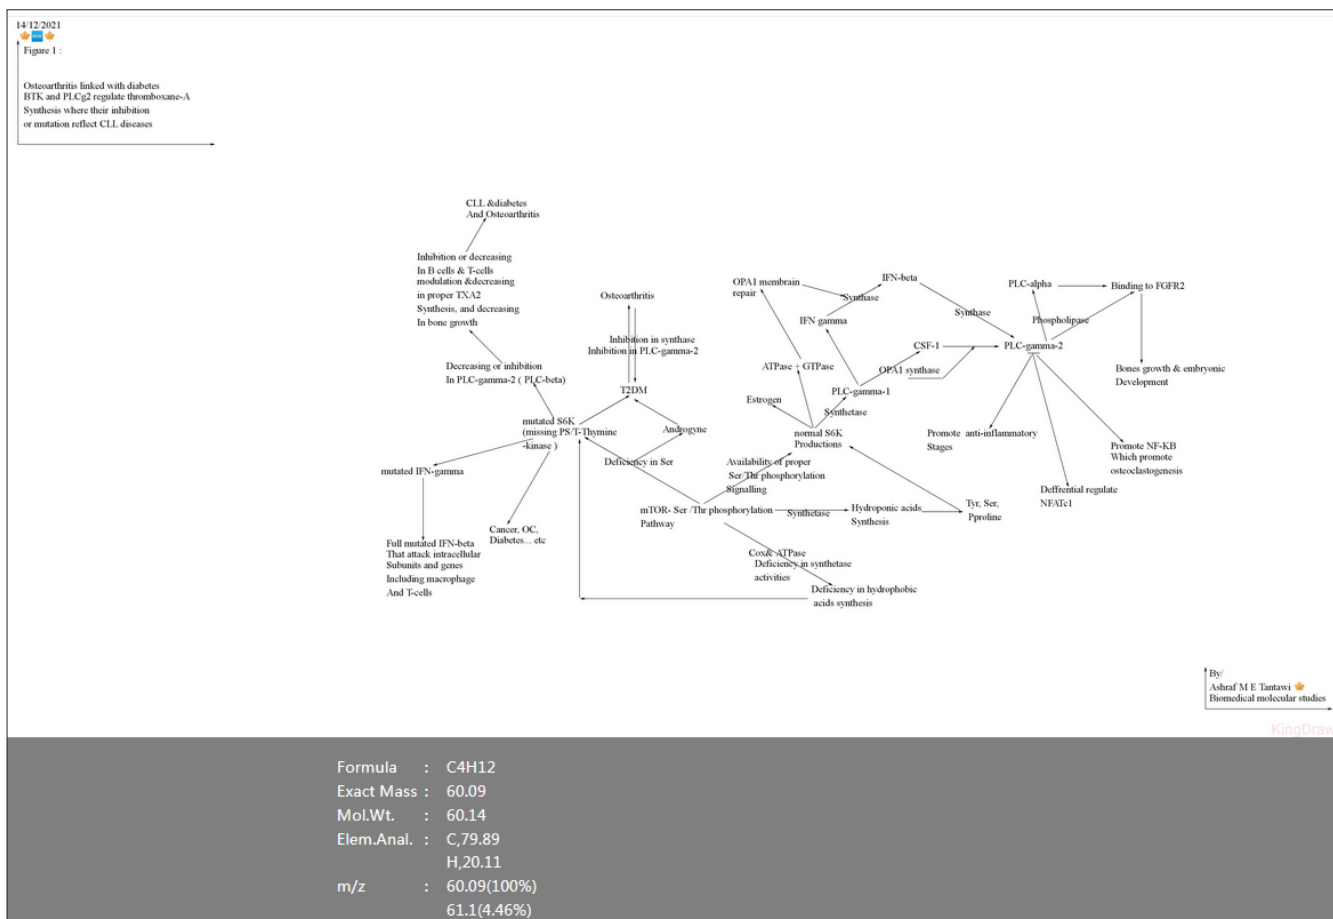 14/12/2021
NEW
Figure 1 :
Osteoarthritis linked with diabetes
BTK and PLCg2 regulate thromboxane-A
Synthesis where their inhibition
or mutation reflect CLL diseases
CLL &diabetes
And Osteoarthritis
Inhibition or decreasing
In B cells & T-cells
modulation &decreasing
in proper TXA2
Synthesis, and decreasing
In bone growth
Decreasing or inhibition
In PLC-gamma-2 ( PLC-beta)
mutated S6K
(missing PS/T-Thymine
-kinase )
mutated IFN-gamma
Full mutated IFN-beta
That attack intracellular
Subunits and genes
Including macrophage
And T-cells
Cancer, OC,
Diabetes... etc
Osteoarthritis
Inhibition in synthase
Inhibition in PLC-gamma-2
T2DM
Androgyne
Deficiency in Ser
mTOR- Ser /Thr phosphorylation
Pathway
Availability of proper
Ser/Thr phosphorylation
Signalling
Synthetase
Hydroponic acids
Synthesis
Tyr, Ser,
Pproline
Cox& ATPase
Deficiency in synthetase
activities
Deficiency in hydrophobic
acids synthesis
normal S6K
Productions
Estrogen
ATPase + GTPase
OPA1 membrain
repair
Synthetase
PLC-gamma-1
IFN gamma
Synthase
IFN-beta
Synthase
CSF-1
OPA1 synthase
PLC-gamma-2
Phospholipase
PLC-alpha
Binding to FGFR2
Bones growth & embryonic
Development
Promote anti-inflammatory
Stages
Deffrential regulate
NFATc1
Promote NF-KB
Which promote
osteoclastogenesis
By/
Ashraf M E Tantawi
Biomedical molecular studies
KingDraw
Formula : C4H12
Exact Mass : 60.09
Mol.Wt. : 60.14
Elem.Anal. : C,79.89
H,20.11
m/z : 60.09(100%)
61.1(4.46%)